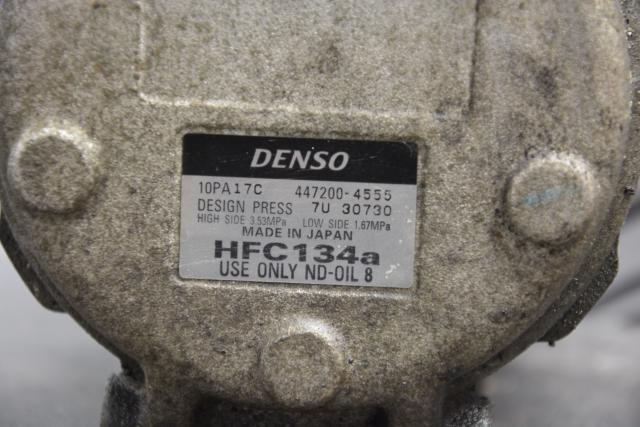 DENSO
10PA17C 447200-4555
DESIGN PRESS 7U 30730
HIGH SIDE 3.53MPa LOW SIDE 1.67MPa
MADE IN JAPAN
HFC134a
USE ONLY ND-OIL 8